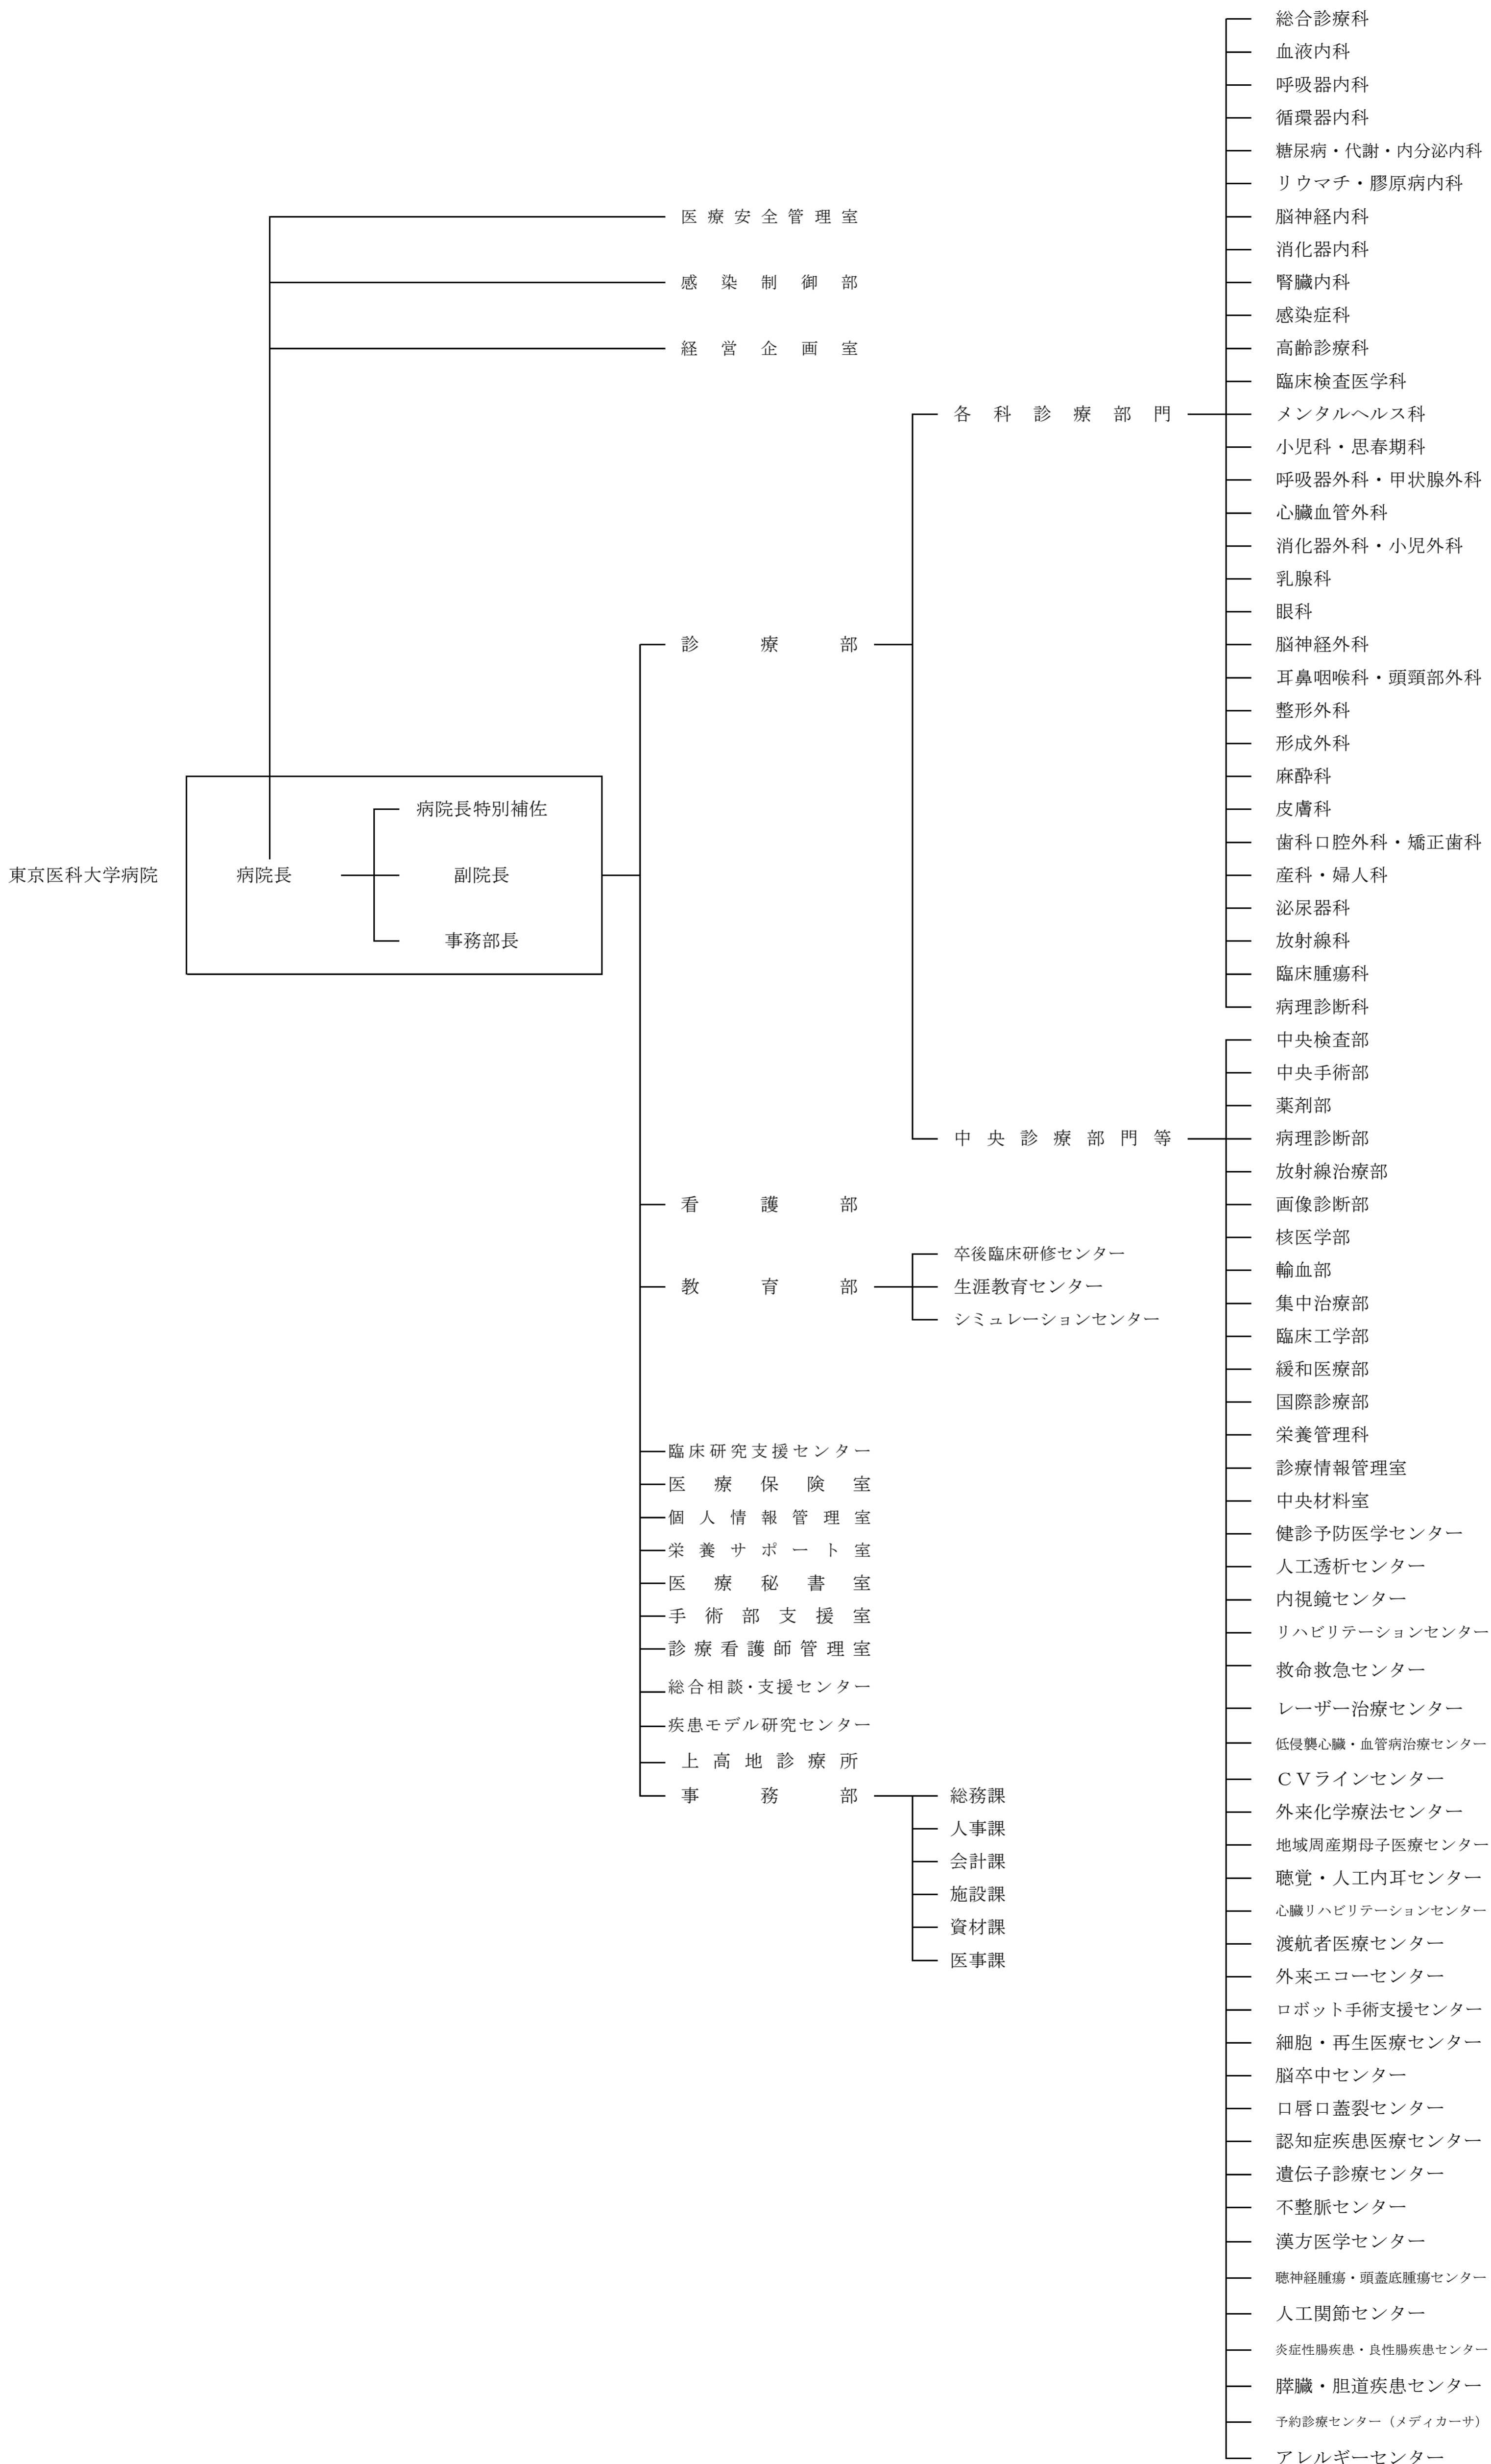 東京医科大学病院
病院長
病院長特別補佐
副院長
事務部長
医療安全管理室
感染制御部
経営企画室
診療部
各科診療部門
総合診療科
血液内科
呼吸器内科
循環器内科
糖尿病・代謝・内分泌内科
リウマチ・膠原病内科
脳神経内科
消化器内科
腎臓内科
感染症科
高齢診療科
臨床検査医学科
メンタルヘルス科
小児科・思春期科
呼吸器外科・甲状腺外科
心臓血管外科
消化器外科・小児外科
乳腺科
眼科
脳神経外科
耳鼻咽喉科・頭頸部外科
整形外科
形成外科
麻酔科
皮膚科
歯科口腔外科・矯正歯科
産科・婦人科
泌尿器科
放射線科
臨床腫瘍科
病理診断科
中央診療部門等
中央検査部
中央手術部
薬剤部
病理診断部
放射線治療部
画像診断部
核医学部
輸血部
集中治療部
臨床工学部
緩和医療部
国際診療部
栄養管理科
診療情報管理室
中央材料室
健診予防医学センター
人工透析センター
内視鏡センター
リハビリテーションセンター
救命救急センター
レーザー治療センター
低侵襲心臓・血管病治療センター
ＣＶラインセンター
外来化学療法センター
地域周産期母子医療センター
聴覚・人工内耳センター
心臓リハビリテーションセンター
渡航者医療センター
外来エコーセンター
ロボット手術支援センター
細胞・再生医療センター
脳卒中センター
口唇口蓋裂センター
認知症疾患医療センター
遺伝子診療センター
不整脈センター
漢方医学センター
聴神経腫瘍・頭蓋底腫瘍センター
人工関節センター
炎症性腸疾患・良性腸疾患センター
膵臓・胆道疾患センター
予約診療センター（メディカーサ）
アレルギーセンター
看護部
教育部
卒後臨床研修センター
生涯教育センター
シミュレーションセンター
臨床研究支援センター
医療保険室
個人情報管理室
栄養サポート室
医療秘書室
手術部支援室
診療看護師管理室
総合相談・支援センター
疾患モデル研究センター
上高地診療所
事務部
総務課
人事課
会計課
施設課
資材課
医事課